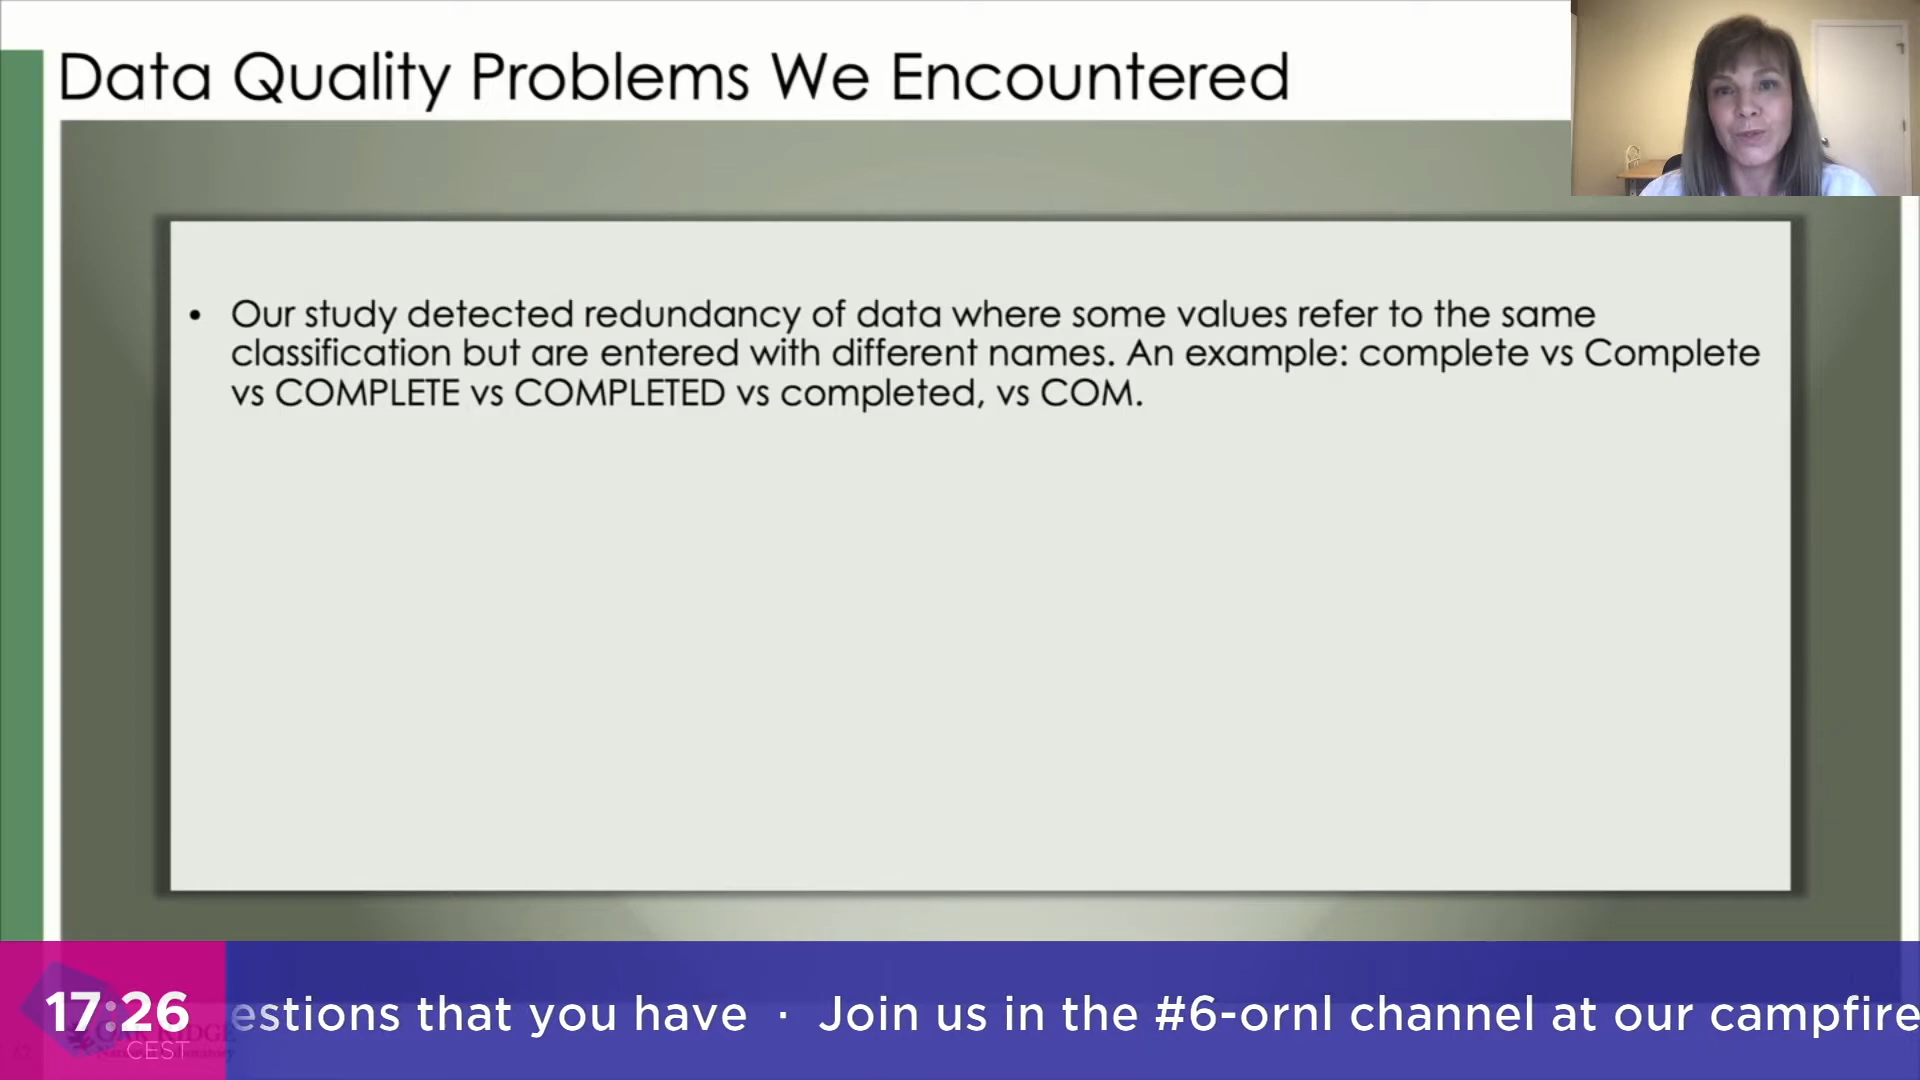 Data Quality Problems We Encountered
• Our study detected redundancy of data where some values refer to the same
classification but are entered with different names. An example: complete vs Complete
vs COMPLETE vs COMPLETED vs completed, vs COM.
17:26
CEST
estions that you have · Join us in the #6-ornl channel at our campfire